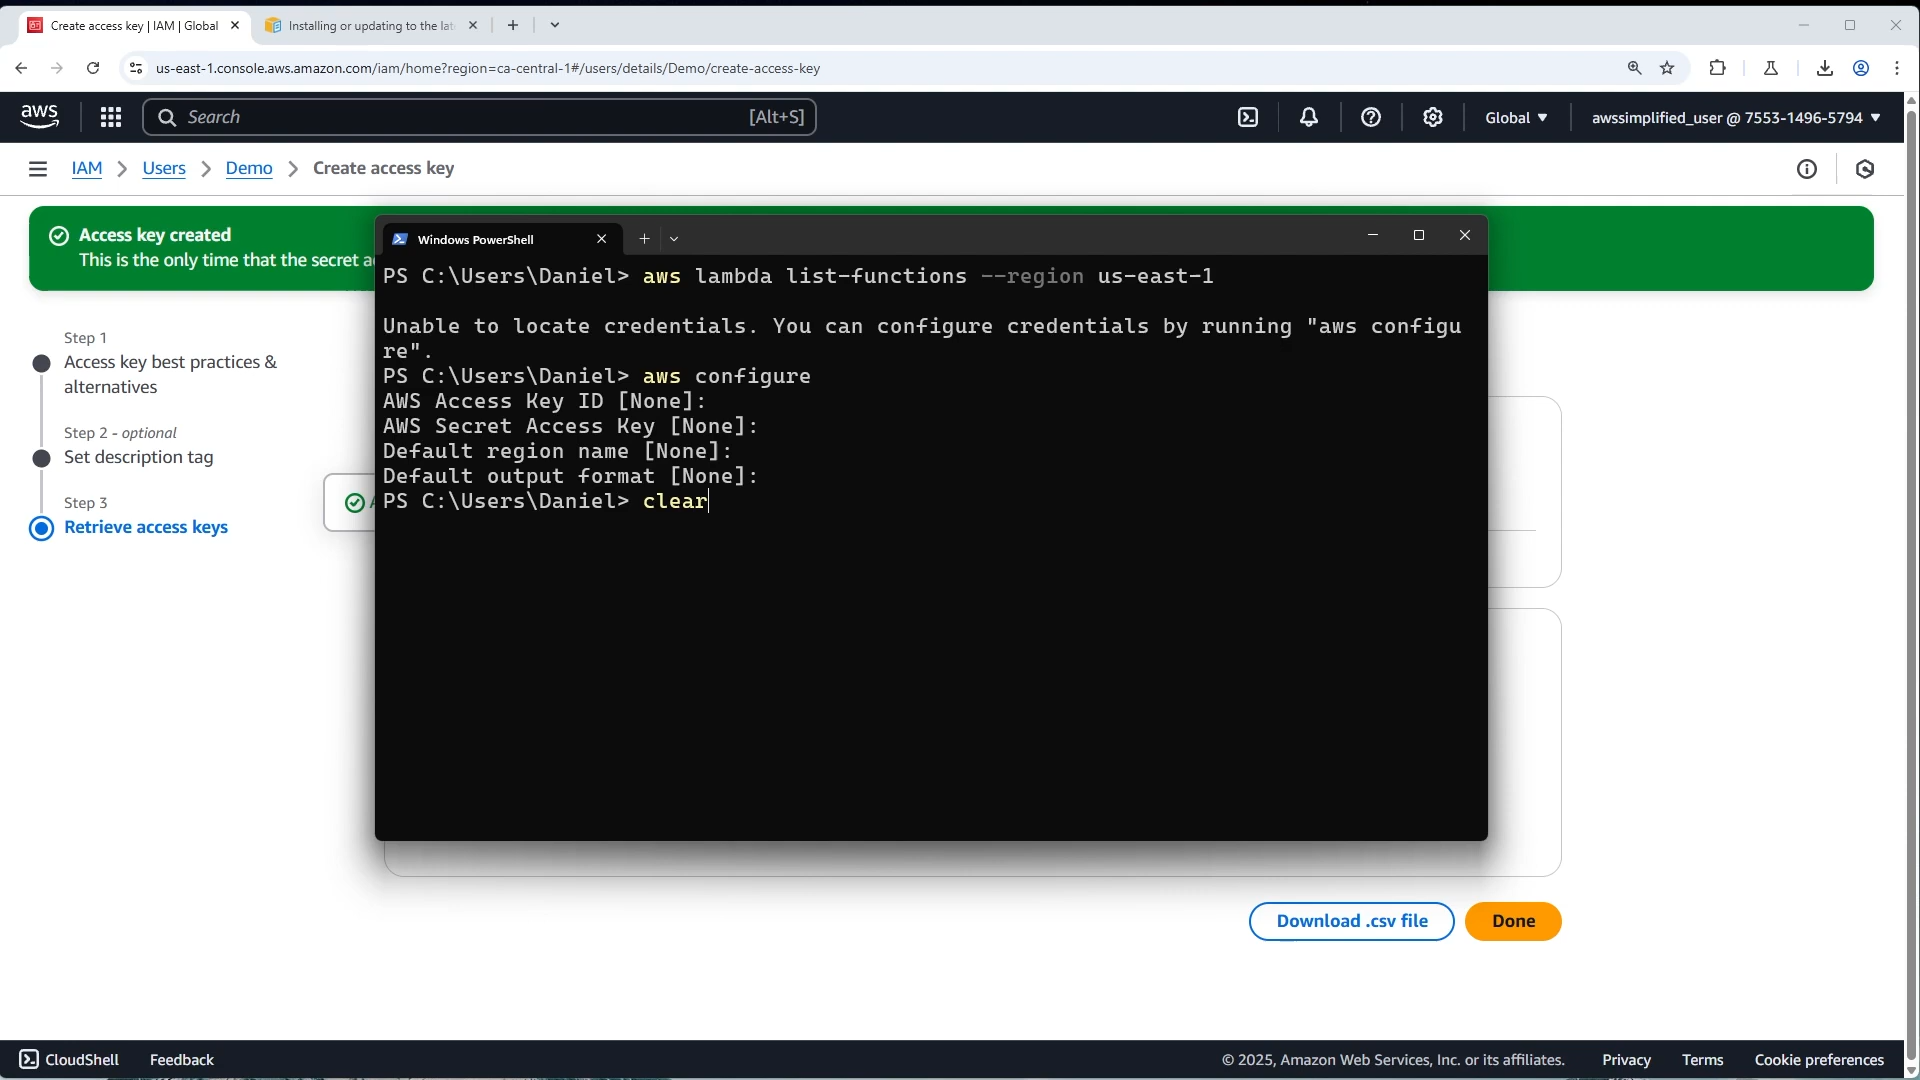 Create access key | IAM | Global
Installing or updating to the lat
us-east-1.console.aws.amazon.com/iam/home?region=ca-central-1#/users/details/Demo/create-access-key
aws
Search
[Alt+S]
Global
awssimplified_user @ 7553-1496-5794
IAM
Users
Demo
Create access key
Access key created
This is the only time that the secret a
Step 1
Access key best practices &
alternatives
Step 2 - optional
Set description tag
Step 3
Retrieve access keys
Windows PowerShell
PS C:\Users\Daniel> aws lambda list-functions --region us-east-1
Unable to locate credentials. You can configure credentials by running "aws configu
re".
PS C:\Users\Daniel> aws configure
AWS Access Key ID [None]:
AWS Secret Access Key [None]:
Default region name [None]:
Default output format [None]:
PS C:\Users\Daniel> clear
Download .csv file
Done
CloudShell
Feedback
© 2025, Amazon Web Services, Inc. or its affiliates.
Privacy
Terms
Cookie preferences